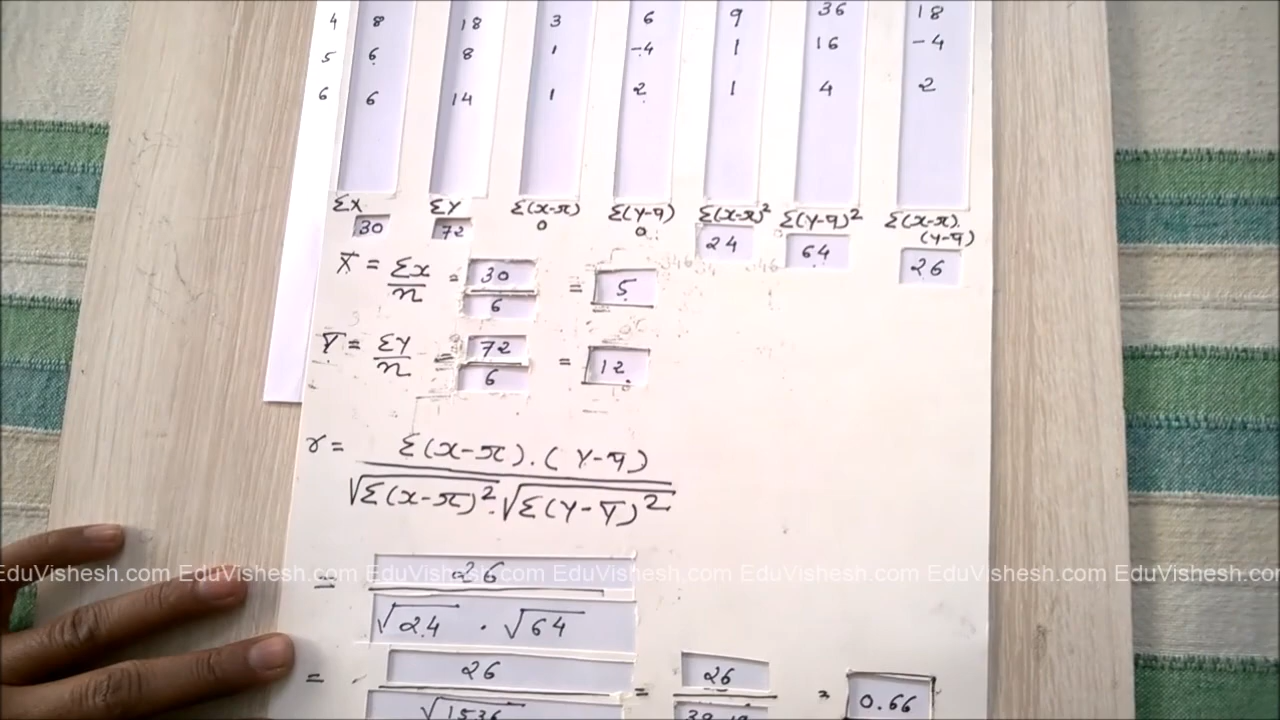 4 8 18 3 6 9 36 18
5 6 8 1 -4 1 16 -4
6 6 14 1 2 1 4 2
Σx Σy Σ(x-x̄) Σ(y-ȳ) Σ(x-x̄)² Σ(y-ȳ)² Σ(x-x̄).(y-ȳ)
30 72 0 0 24 64 26
X̄ = Σx/n = 30/6 = 5
Ȳ = Σy/n = 72/6 = 12
r = Σ(x-x̄).(y-ȳ)
√Σ(x-x̄)².√Σ(y-ȳ)²
= 26
√24 . √64
EduVishesh.com EduVishesh.com EduVishesh.com EduVishesh.com EduVishesh.com EduVishesh.com EduVishesh.com
= 26 = 26 = 0.66
√1536